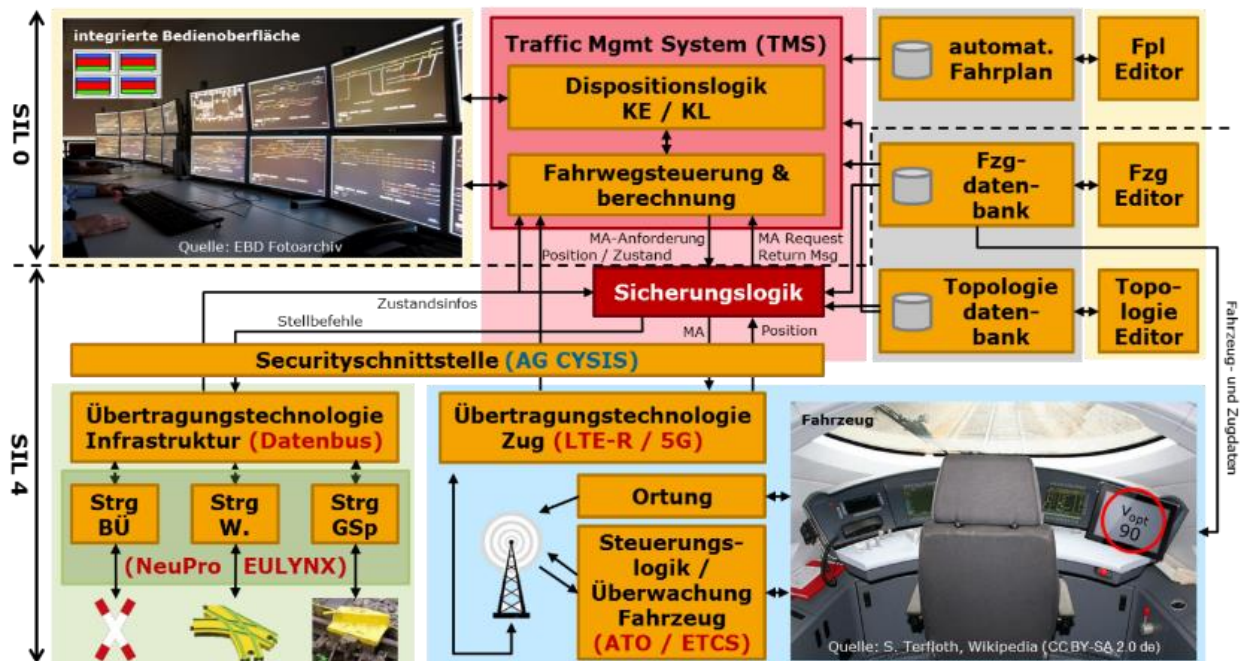 SIL 0
integrierte Bedienoberfläche
Quelle: EBD Fotoarchiv
Traffic Mgmt System (TMS)
Dispositionslogik
KE / KL
Fahrwegsteuerung &
berechnung
automat.
Fahrplan
Fpl
Editor
Fzg-
daten-
bank
Fzg
Editor
MA-Anforderung
Position / Zustand
MA Request
Return Msg
SIL 4
Zustandsinfos
Stellbefehle
Sicherungslogik
MA
Position
Topologie
daten-
bank
Topo-
logie
Editor
Fahrzeug- und Zugdaten
Securityschnittstelle (AG CYSIS)
Übertragungstechnologie
Infrastruktur (Datenbus)
Strg
BÜ
Strg
W.
Strg
GSp
(NeuPro EULYNX)
Übertragungstechnologie
Zug (LTE-R / 5G)
Ortung
Steuerungs-
logik /
Überwachung
Fahrzeug
(ATO / ETCS)
Fahrzeug
Vopt
90
Quelle: S. Terfloth, Wikipedia (CC BY-SA 2.0 de)